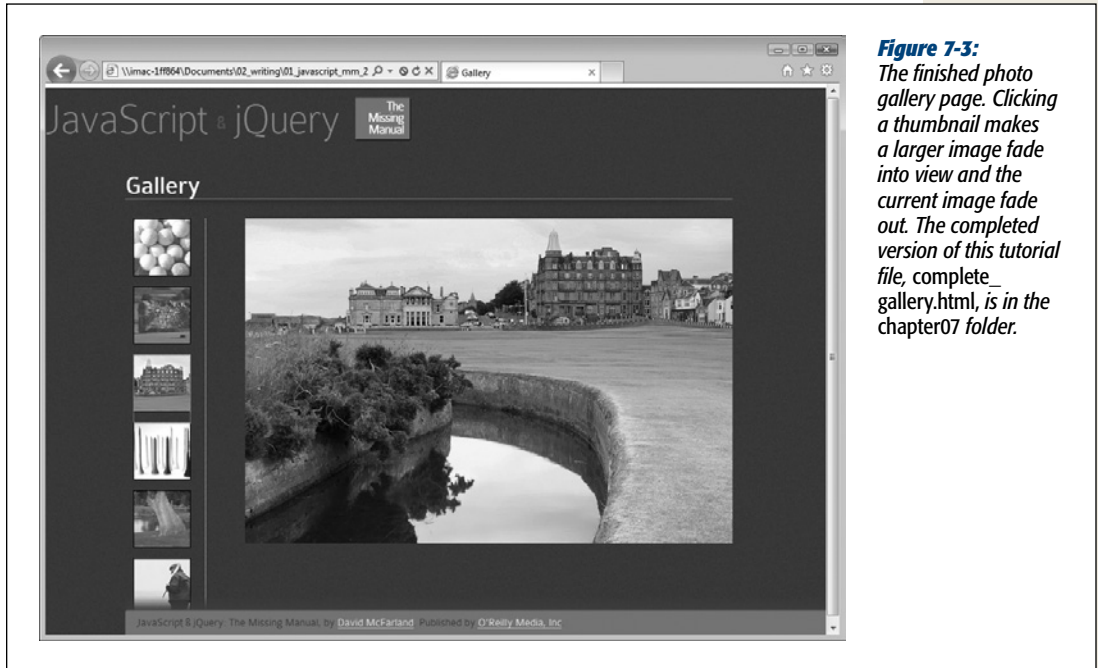 \\imac-1ff864\Documents\02_writing\01_javascript_mm_2
Gallery
JavaScript & jQuery
The
Missing
Manual
Gallery
JavaScript & jQuery: The Missing Manual, by David McFarland. Published by O'Reilly Media, Inc
Figure 7-3:
The finished photo
gallery page. Clicking
a thumbnail makes
a larger image fade
into view and the
current image fade
out. The completed
version of this tutorial
file, complete_
gallery.html, is in the
chapter07 folder.